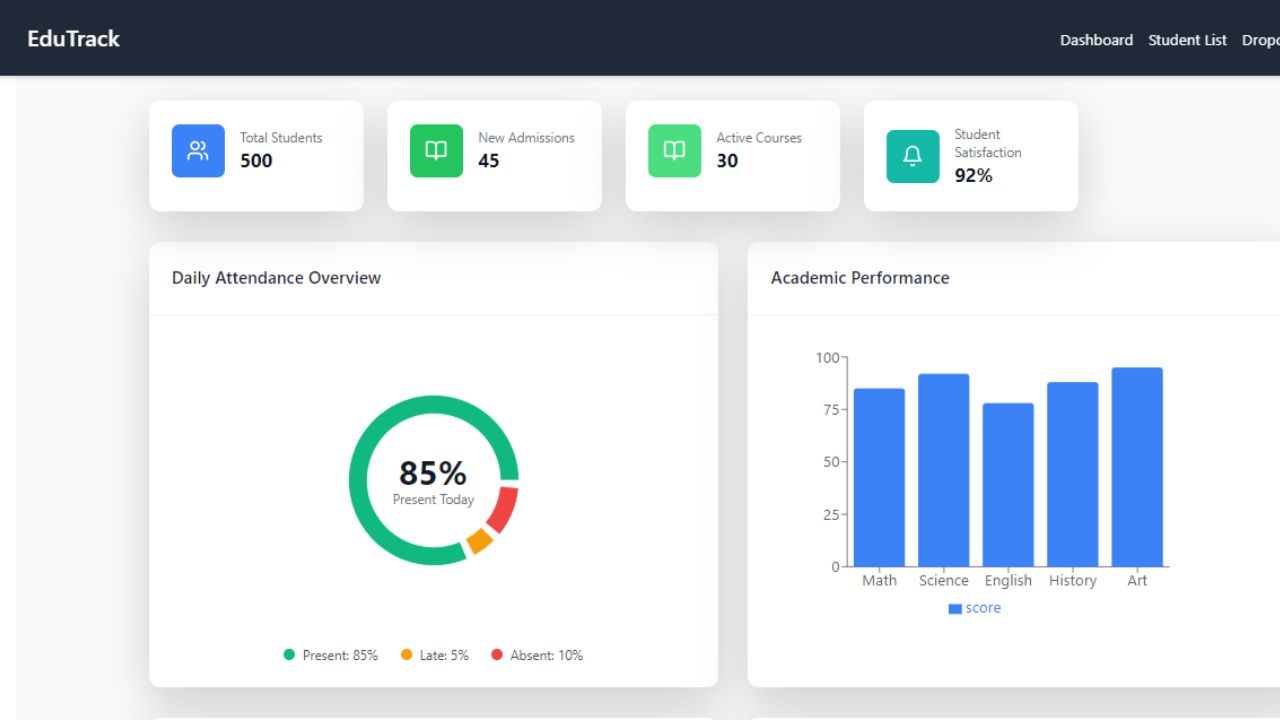 EduTrack
Dashboard Student List
Total Students
500
New Admissions
45
Active Courses
30
Student
Satisfaction
92%
Daily Attendance Overview
85%
Present Today
Present: 85% Late: 5% Absent: 10%
Academic Performance
100
75
50
25
0
Math Science English History Art
score